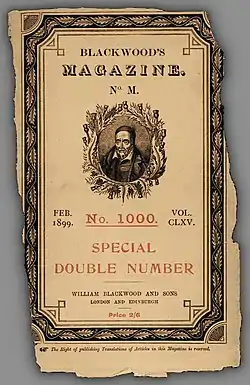 BLACKWOOD'S
MAGAZINE.
No. M.
FEB. 1899.
No. 1000.
VOL. CLXV.
SPECIAL
DOUBLE NUMBER
WILLIAM BLACKWOOD AND SONS
LONDON AND EDINBURGH
Price 2/6
The Right of publishing Translations of Articles in this Magazine is reserved.